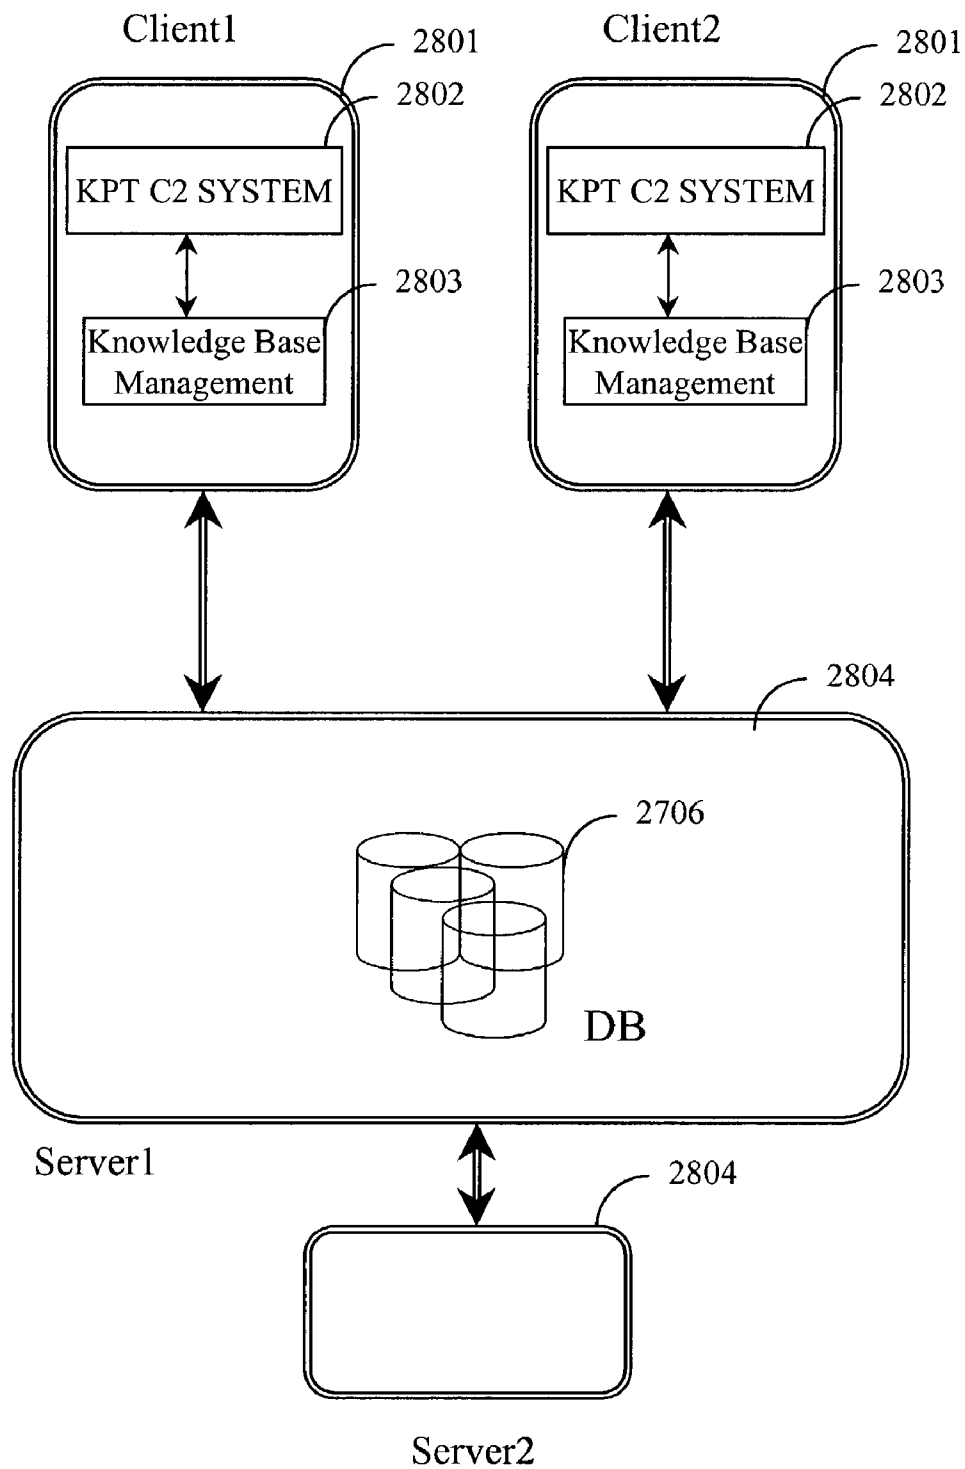 Client1
Client2
2801
2801
2802
2802
KPT C2 SYSTEM
KPT C2 SYSTEM
2803
2803
Knowledge Base
Management
Knowledge Base
Management
2804
2706
DB
Server1
2804
Server2